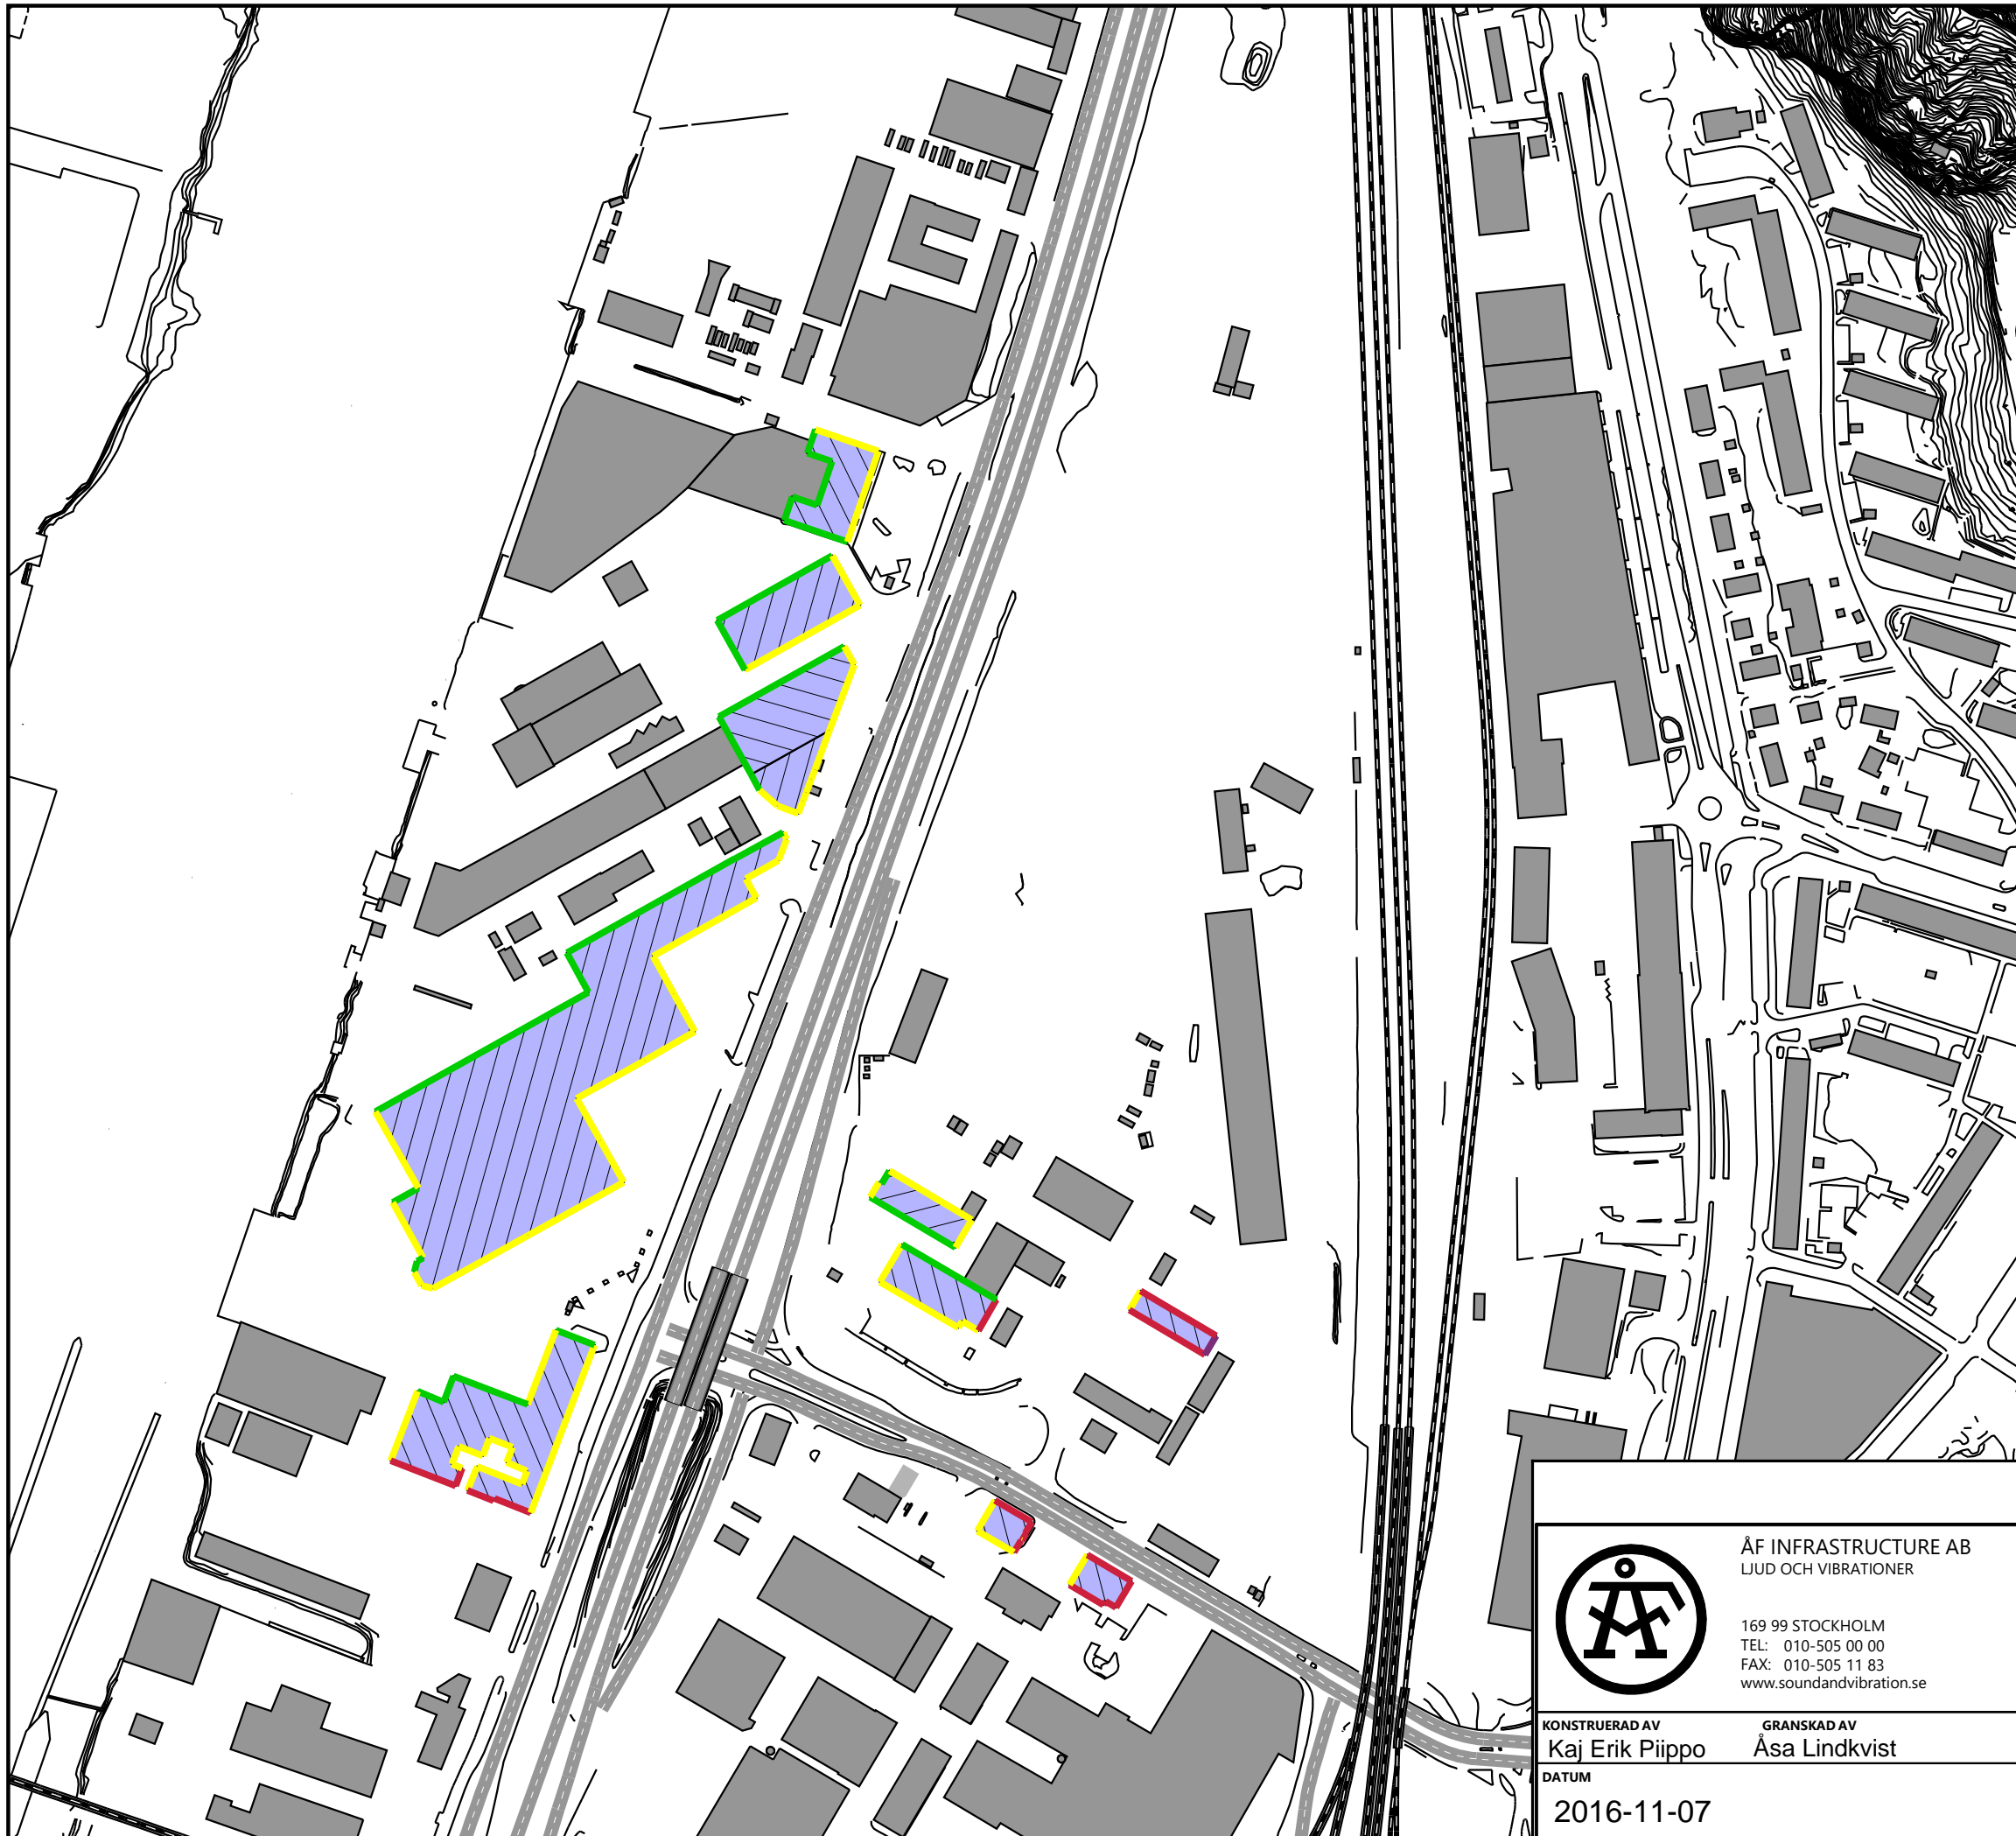 ÅF INFRASTRUCTURE AB
LJUD OCH VIBRATIONER
169 99 STOCKHOLM
TEL: 010-505 00 00
FAX: 010-505 11 83
www.soundandvibration.se
KONSTRUERAD AV GRANSKAD AV
Kaj Erik Piippo Åsa Lindkvist
DATUM
2016-11-07